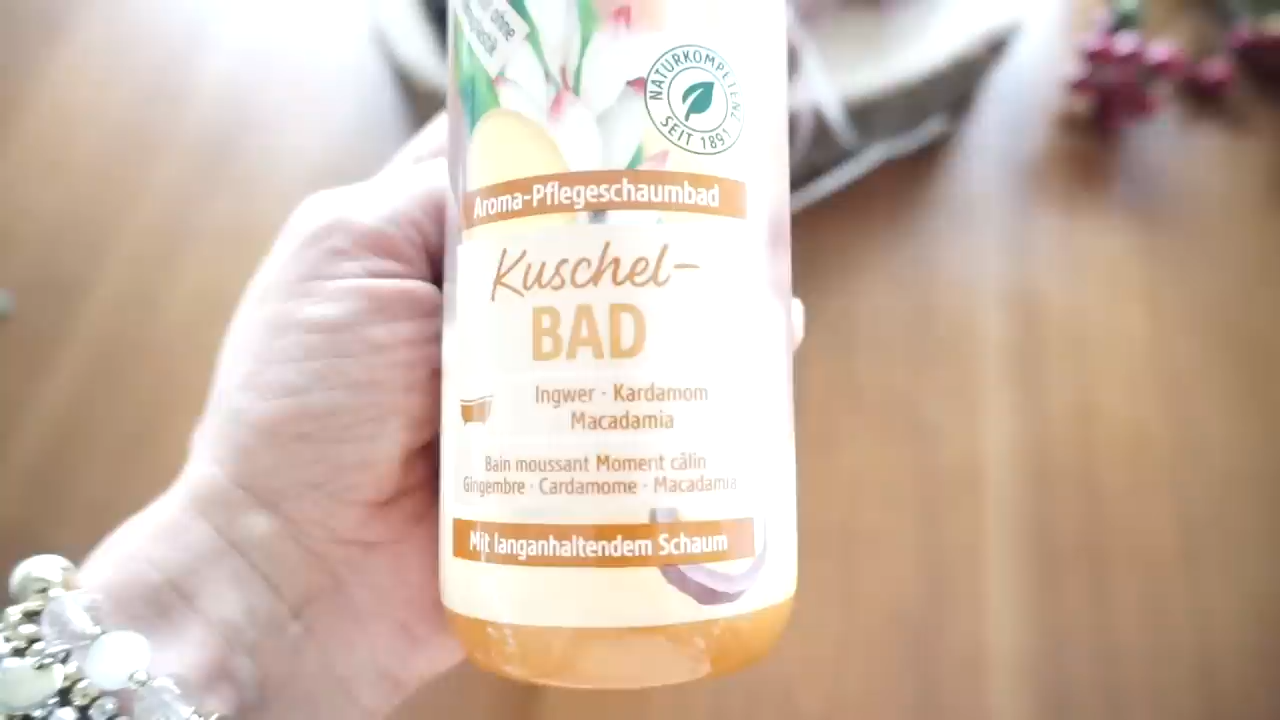 NATURKOMPETENZ
SEIT 1891
Aroma-Pflegeschaumbad
Kuschel-
BAD
Ingwer - Kardamom
Macadamia
Bain moussant Moment câlin
Gingembre · Cardamome - Macadamia
Mit langanhaltendem Schaum